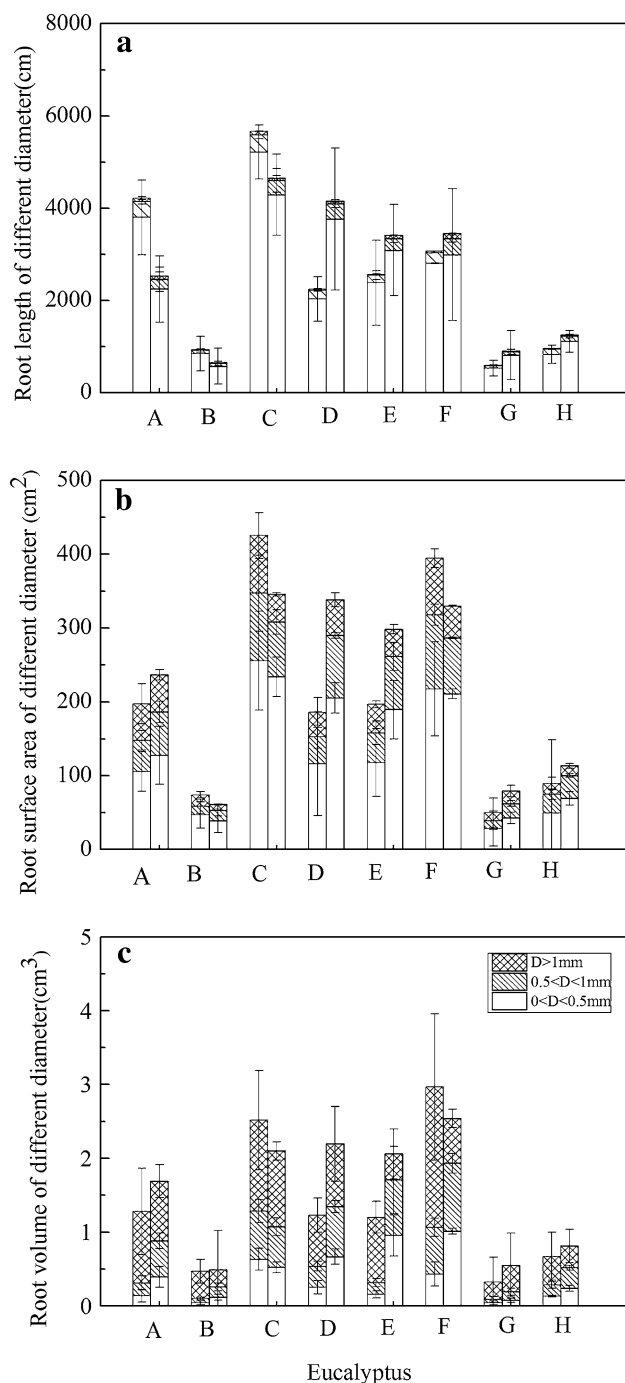 a
Root length of different diameter(cm)
8000
6000
4000
2000
0
A B C D E F G H
b
Root surface area of different diameter (cm²)
500
400
300
200
100
0
A B C D E F G H
c
Root volume of different diameter(cm³)
5
4
3
2
1
0
D>1mm
0.5<D<1mm
0<D<0.5mm
A B C D E F G H
Eucalyptus